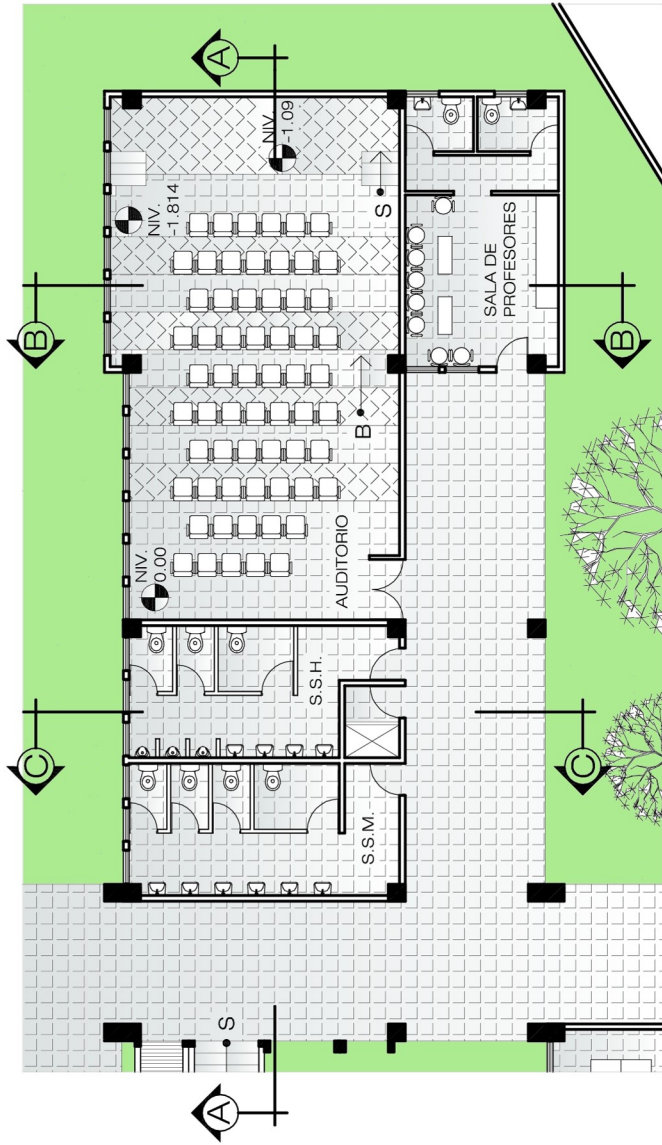 A
NIV.
-1.09
NIV.
-1.814
S
B
B
SALA DE
PROFESORES
B
NIV.
0.00
AUDITORIO
C
S.S.H.
C
S.S.M.
S
A